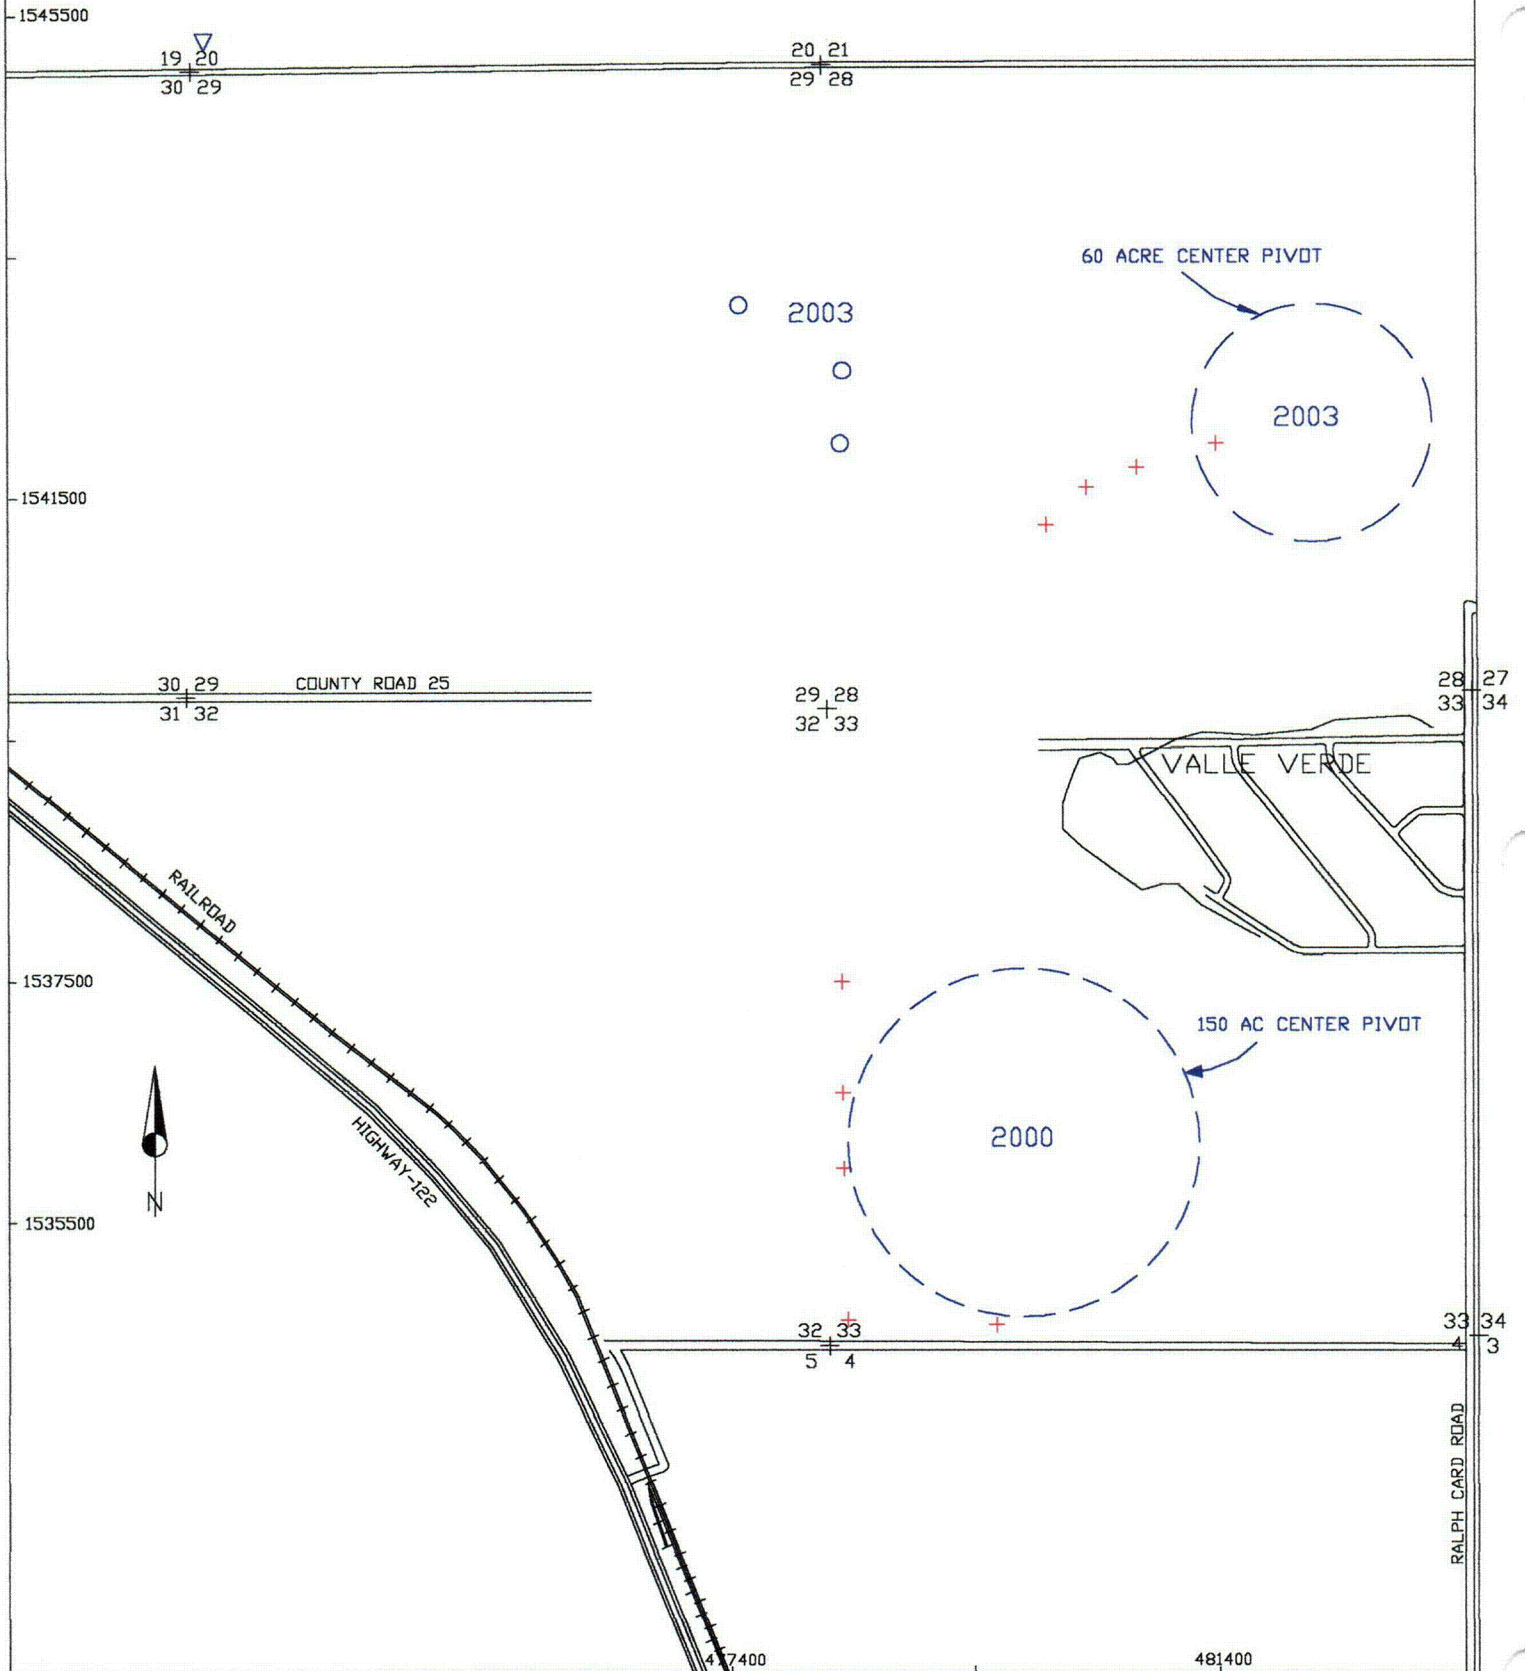 1545500
19 20
30 29
20 21
29 28
60 ACRE CENTER PIVOT
2003
2003
1541500
30 29
31 32
COUNTY ROAD 25
29 28
32 33
28 27
33 34
VALLE VERDE
RAILROAD
1537500
150 AC CENTER PIVOT
HIGHWAY-122
2000
N
1535500
32 33
5 4
33 34
4 3
RALPH CARD ROAD
477400
481400